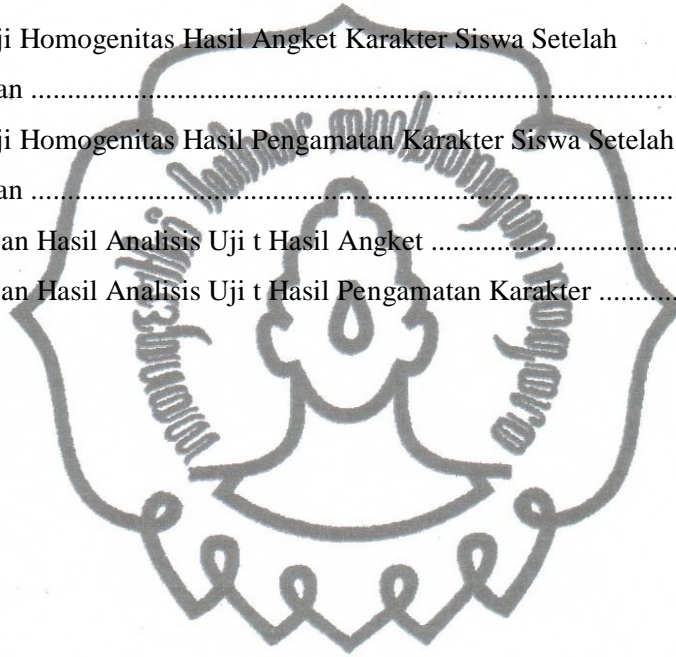 ji Homogenitas Hasil Angket Karakter Siswa Setelah
an ....................................................................................................
ji Homogenitas Hasil Pengamatan Karakter Siswa Setelah
an ....................................................................................................
an Hasil Analisis Uji t Hasil Angket ........................................
an Hasil Analisis Uji t Hasil Pengamatan Karakter ............